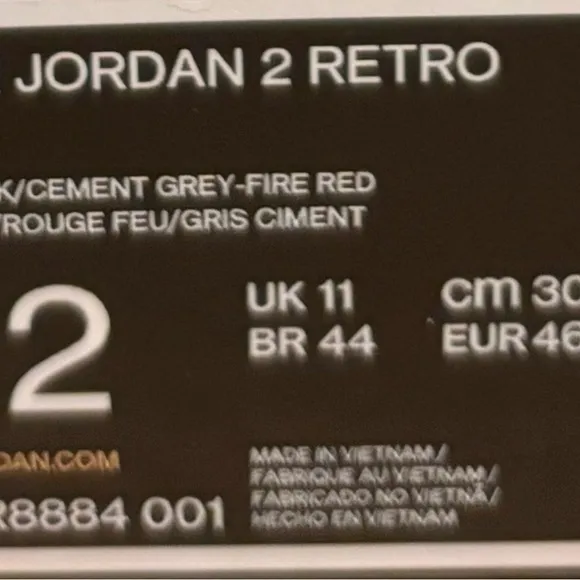 JORDAN 2 RETRO
K/CEMENT GREY-FIRE RED
/ROUGE FEU/GRIS CIMENT
2
UK 11
cm 30
BR 44
EUR 46
DAN.COM
MADE IN VIETNAM/
FABRIQUE AU VIETNAM/
FABRICADO NO VIETNÃ/
HECHO EN VIETNAM
R8884 001